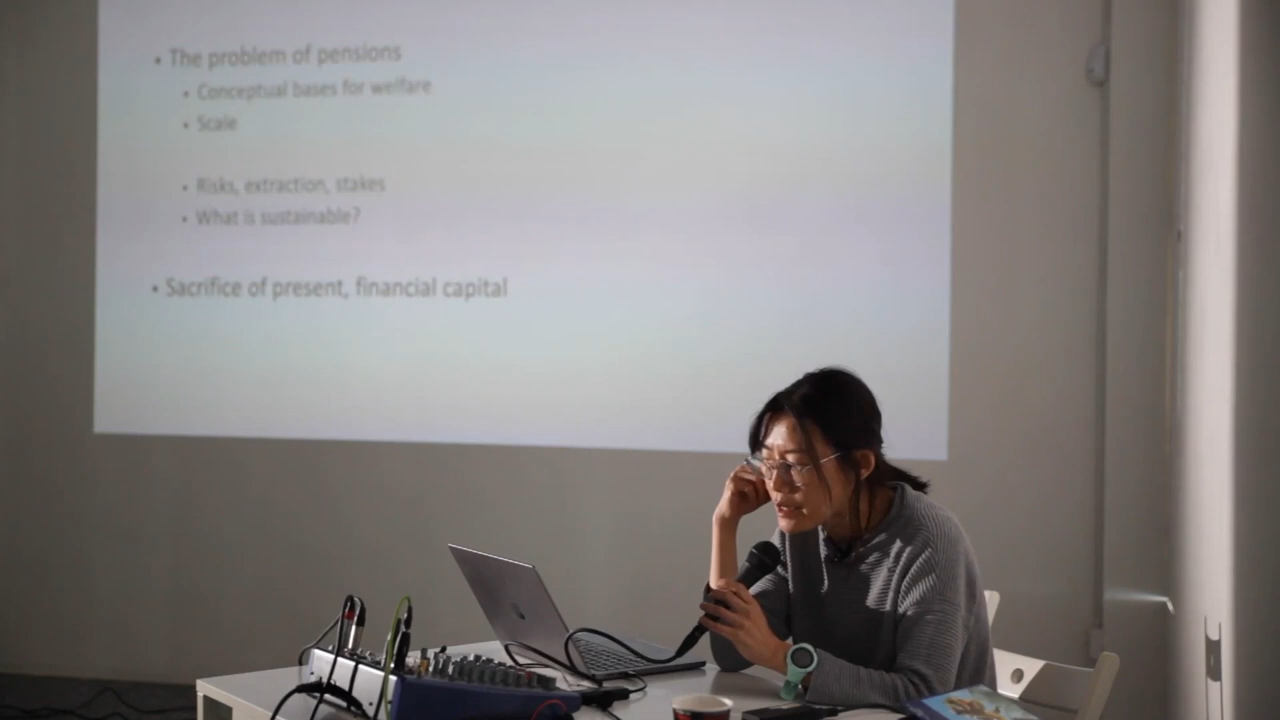 • The problem of pensions
• Conceptual bases for welfare
• Scale
• Risks, extraction, stakes
• What is sustainable?
• Sacrifice of present, financial capital